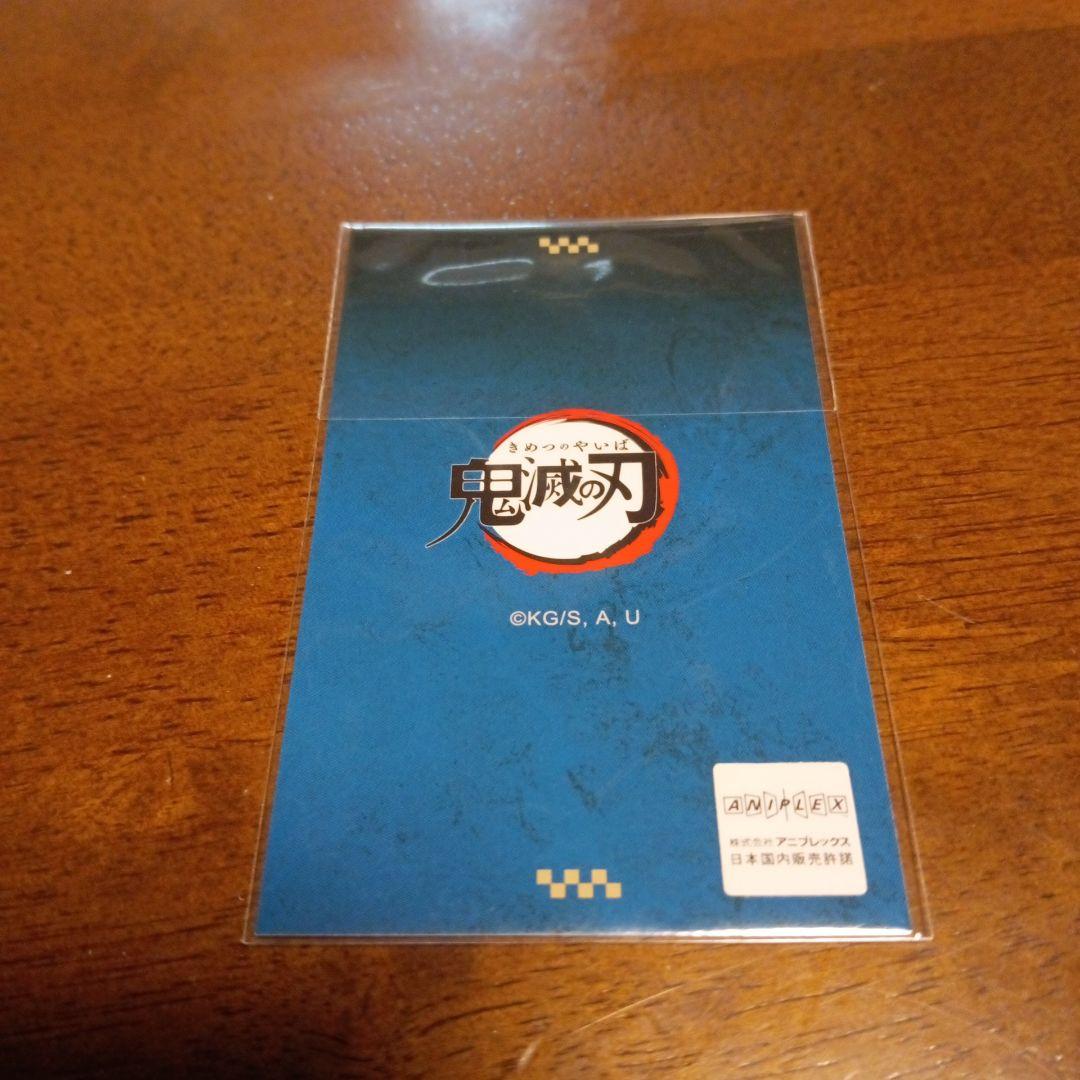 きめつのやいば
鬼滅の刃
©KG/S, A, U
ANIPLEX
株式会社 アニプレックス
日本国内販売許諾